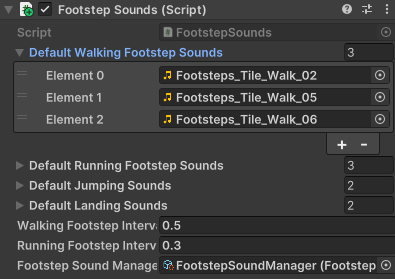 Footstep Sounds (Script)
Script FootstepSounds
Default Walking Footstep Sounds 3
Element 0 Footsteps_Tile_Walk_02
Element 1 Footsteps_Tile_Walk_05
Element 2 Footsteps_Tile_Walk_06
+ -
Default Running Footstep Sounds 3
Default Jumping Sounds 2
Default Landing Sounds 2
Walking Footstep Interv 0.5
Running Footstep Interv 0.3
Footstep Sound Manage FootstepSoundManager (Footstep